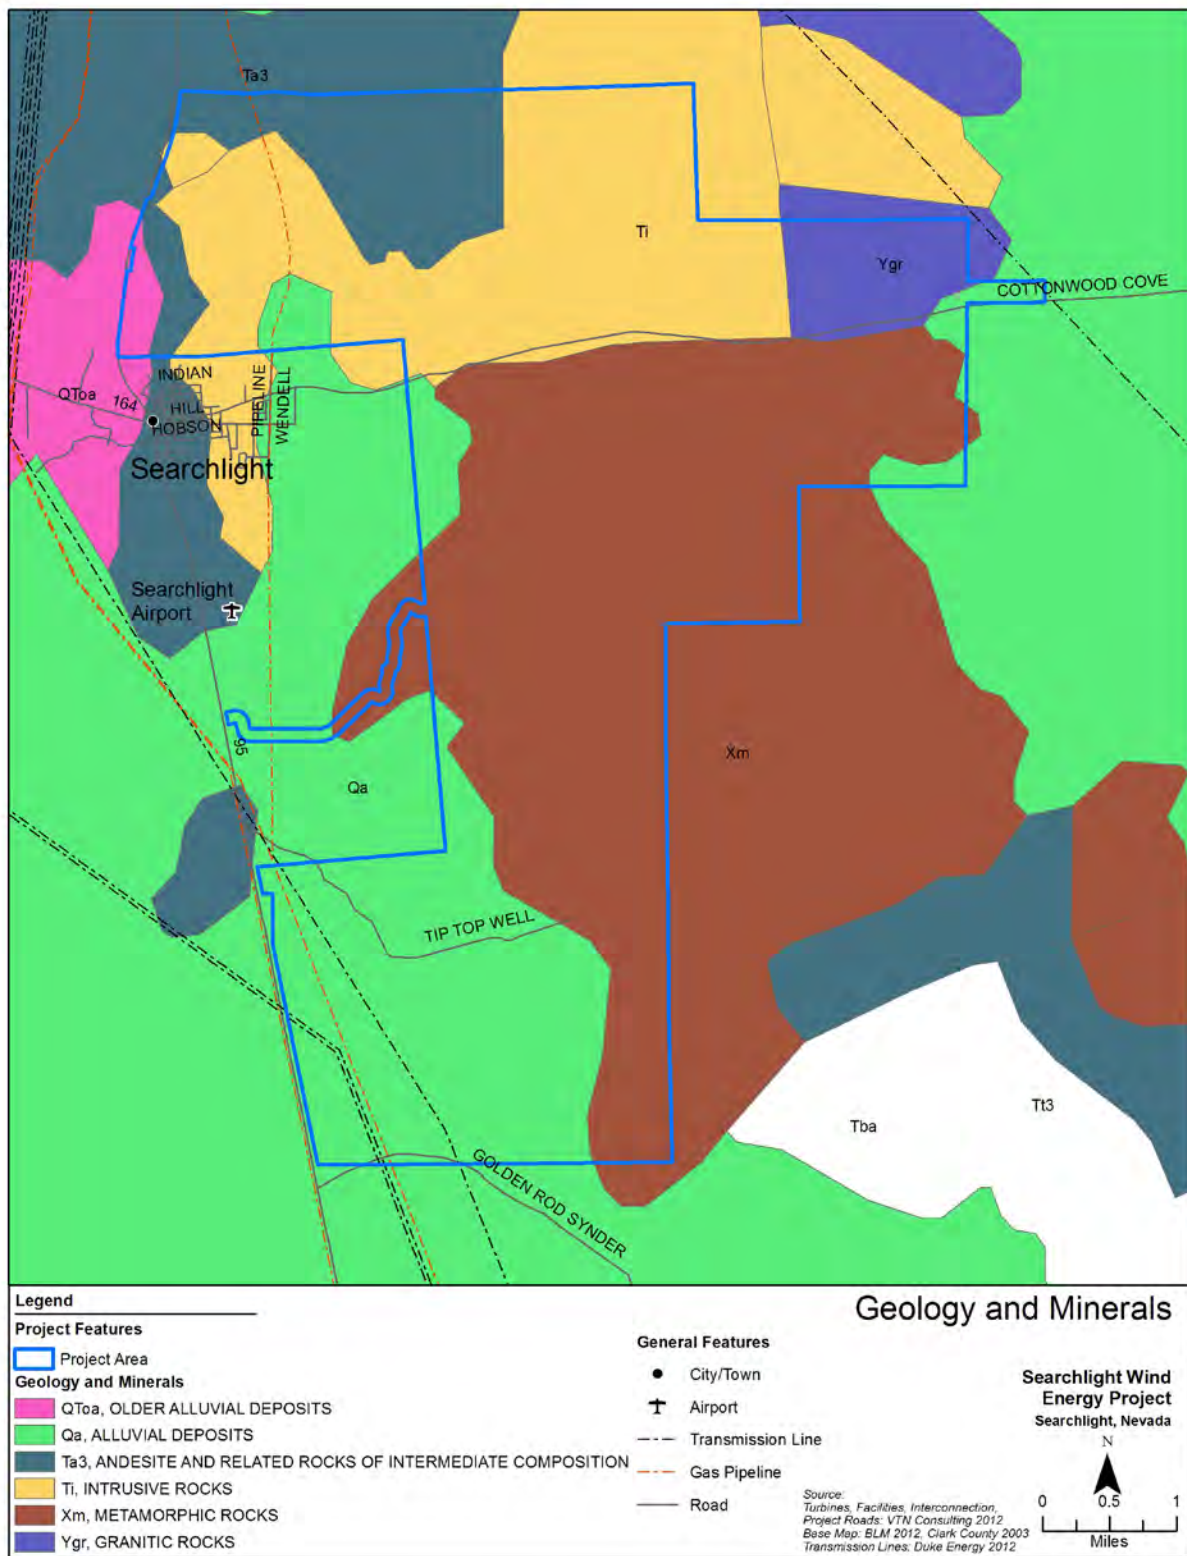 Ta3
Ti
Ygr
COTTONWOOD COVE
INDIAN
QToa
164
HILL
HOBSON
PIPELINE
WENDELL
Searchlight
Searchlight
Airport
95
Qa
Xm
TIP TOP WELL
Tba
Tt3
GOLDEN ROD SYNDER
Legend
Project Features
Project Area
Geology and Minerals
QToa, OLDER ALLUVIAL DEPOSITS
Qa, ALLUVIAL DEPOSITS
Ta3, ANDESITE AND RELATED ROCKS OF INTERMEDIATE COMPOSITION
Ti, INTRUSIVE ROCKS
Xm, METAMORPHIC ROCKS
Ygr, GRANITIC ROCKS
General Features
City/Town
Airport
Transmission Line
Gas Pipeline
Road
Geology and Minerals
Searchlight Wind
Energy Project
Searchlight, Nevada
N
0 0.5 1
Miles
Source:
Turbines, Facilities, Interconnection,
Project Roads: VTN Consulting 2012
Base Map: BLM 2012, Clark County 2003
Transmission Lines: Duke Energy 2012